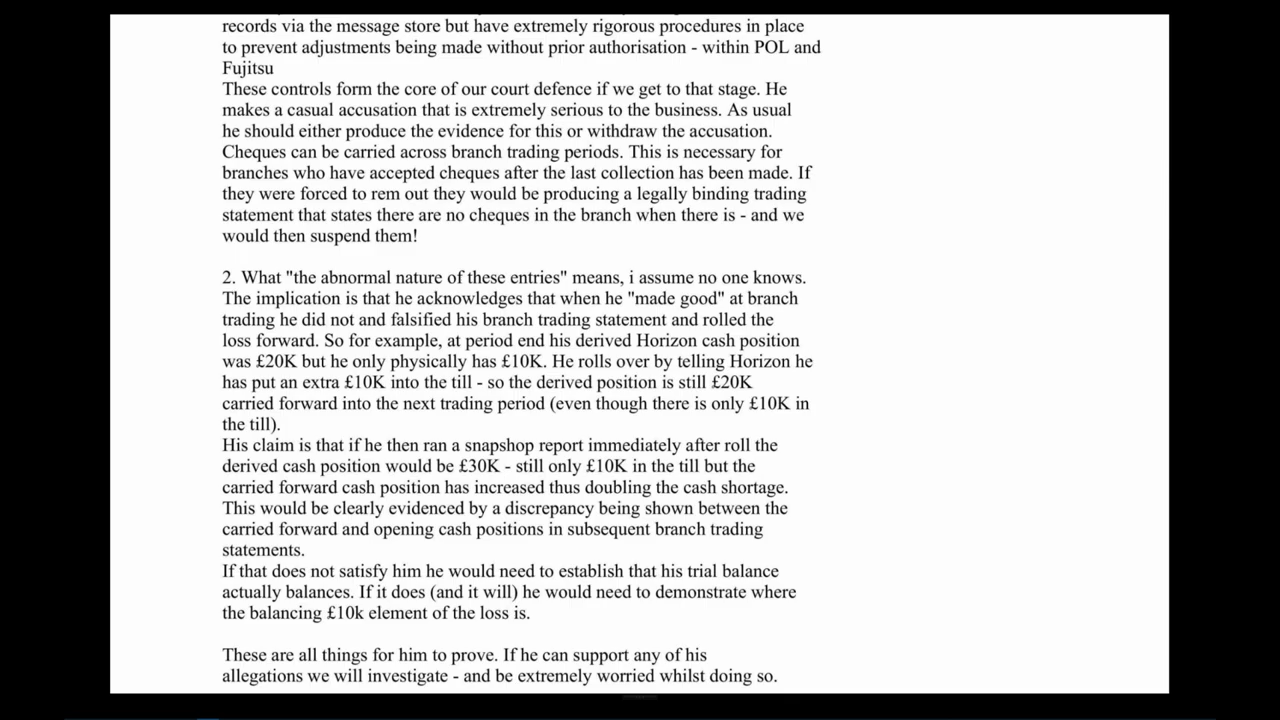 records via the message store but have extremely rigorous procedures in place
to prevent adjustments being made without prior authorisation - within POL and
Fujitsu
These controls form the core of our court defence if we get to that stage. He
makes a casual accusation that is extremely serious to the business. As usual
he should either produce the evidence for this or withdraw the accusation.
Cheques can be carried across branch trading periods. This is necessary for
branches who have accepted cheques after the last collection has been made. If
they were forced to rem out they would be producing a legally binding trading
statement that states there are no cheques in the branch when there is - and we
would then suspend them!
2. What "the abnormal nature of these entries" means, i assume no one knows.
The implication is that he acknowledges that when he "made good" at branch
trading he did not and falsified his branch trading statement and rolled the
loss forward. So for example, at period end his derived Horizon cash position
was £20K but he only physically has £10K. He rolls over by telling Horizon he
has put an extra £10K into the till - so the derived position is still £20K
carried forward into the next trading period (even though there is only £10K in
the till).
His claim is that if he then ran a snapshop report immediately after roll the
derived cash position would be £30K - still only £10K in the till but the
carried forward cash position has increased thus doubling the cash shortage.
This would be clearly evidenced by a discrepancy being shown between the
carried forward and opening cash positions in subsequent branch trading
statements.
If that does not satisfy him he would need to establish that his trial balance
actually balances. If it does (and it will) he would need to demonstrate where
the balancing £10k element of the loss is.
These are all things for him to prove. If he can support any of his
allegations we will investigate - and be extremely worried whilst doing so.